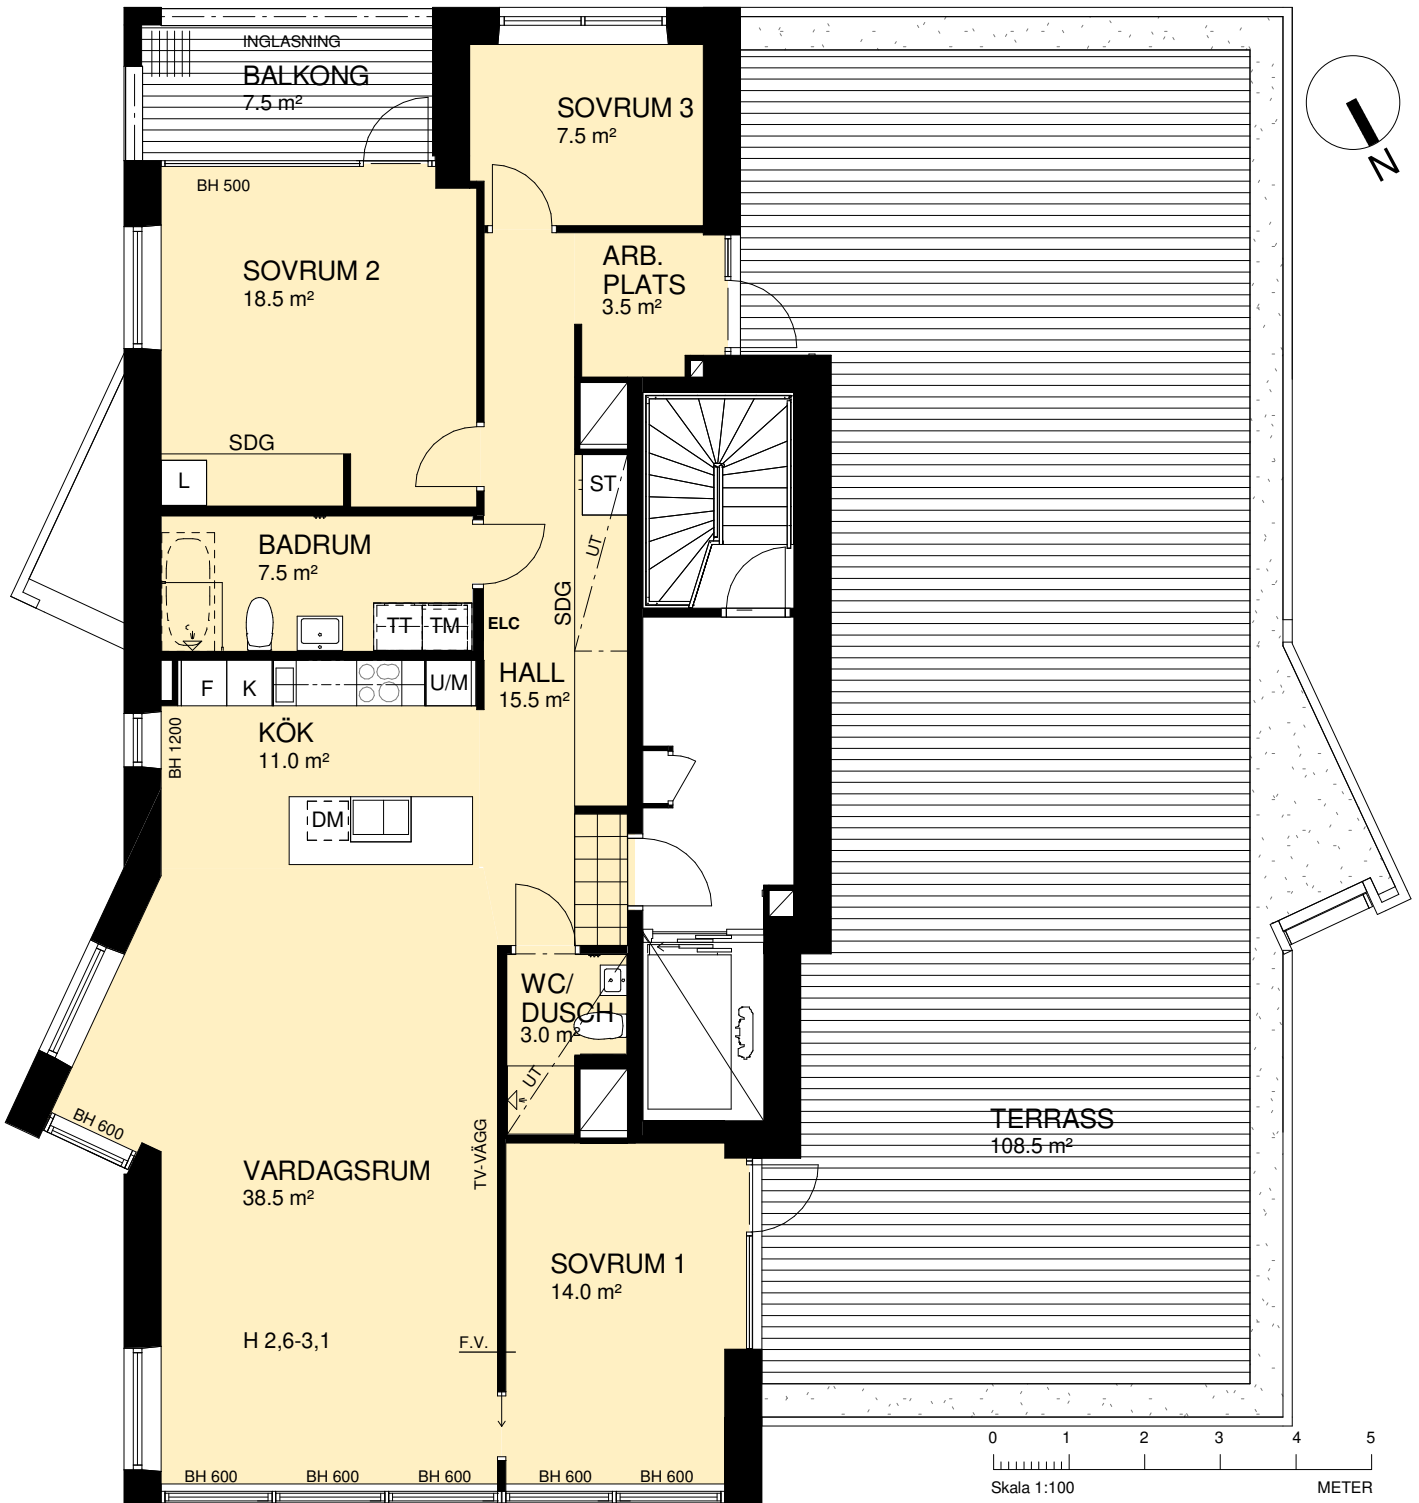 INGLASNING
BALKONG
7.5 m²
SOVRUM 3
7.5 m²
N
BH 500
SOVRUM 2
18.5 m²
ARB.
PLATS
3.5 m²
SDG
L
ST
UT
BADRUM
7.5 m²
SDG
TT
TM
ELC
F
K
U/M
HALL
15.5 m²
KÖK
11.0 m²
BH 1200
DM
WC/
DUSCH
3.0 m²
UT
BH 600
TV-VÄGG
TERRASS
108.5 m²
VARDAGSRUM
38.5 m²
SOVRUM 1
14.0 m²
H 2,6-3,1
F.V.
BH 600
BH 600
BH 600
BH 600
BH 600
0 1 2 3 4 5
Skala 1:100
METER